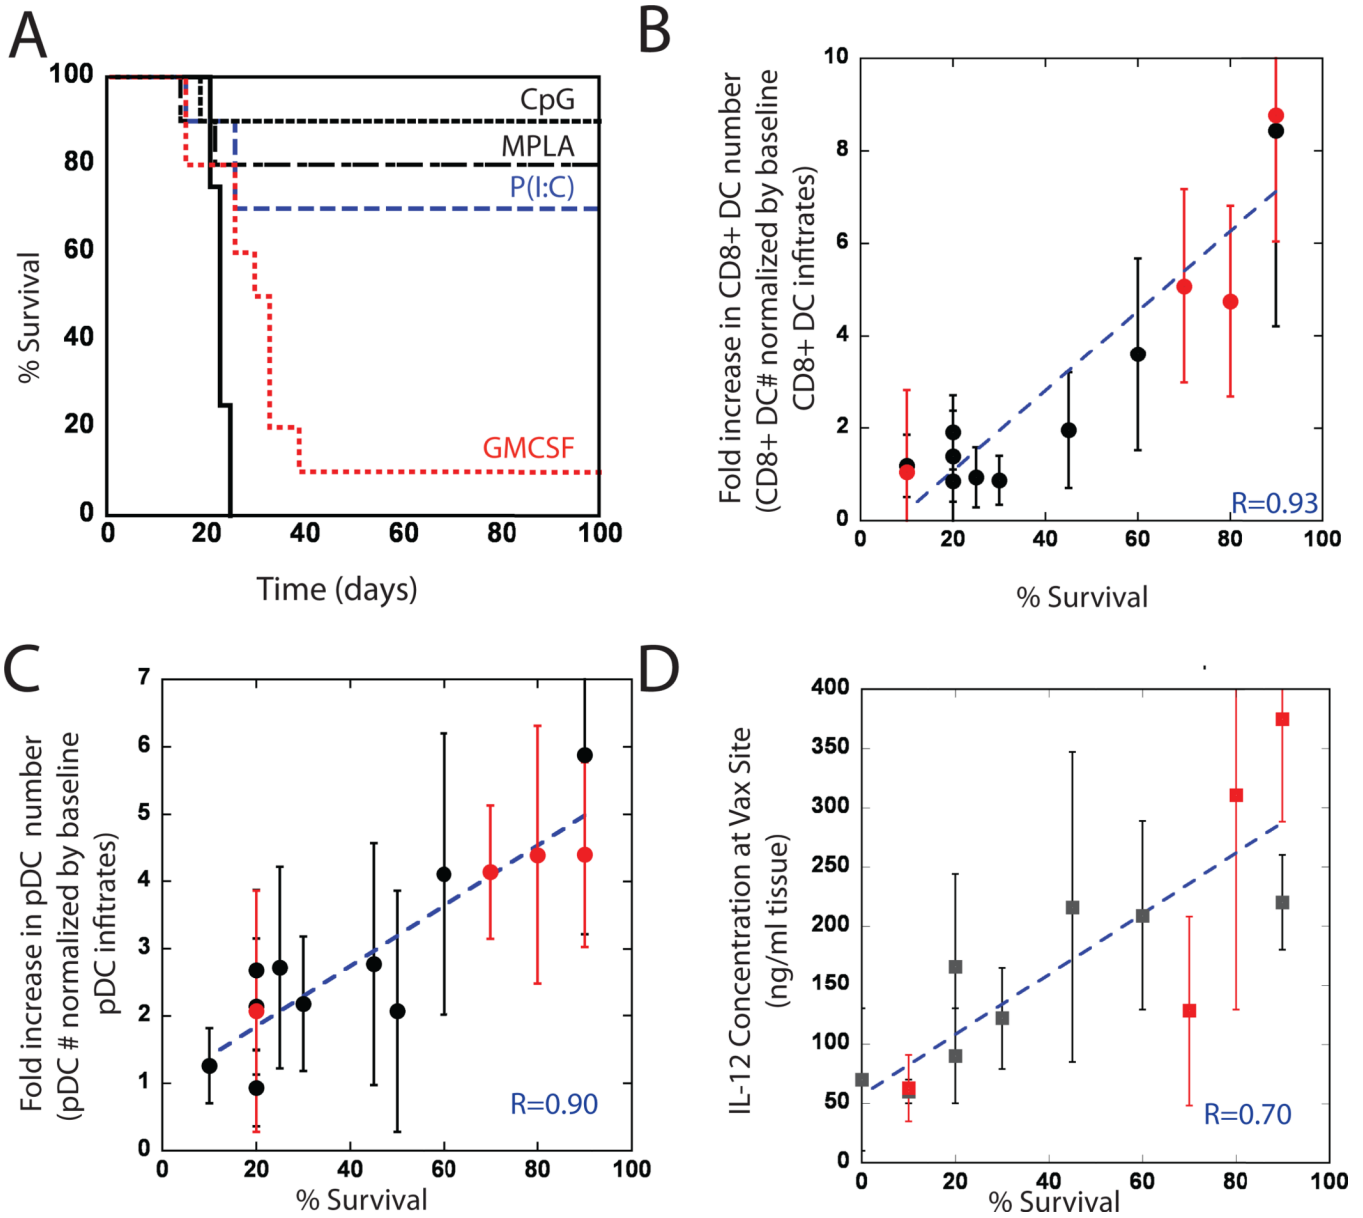 A
100
80
60
40
20
0
% Survival
CpG
MPLA
P(I:C)
GMCSF
0 20 40 60 80 100
Time (days)
B
Fold increase in CD8+ DC number
(CD8+ DC# normalized by baseline
CD8+ DC infitrates)
10
8
6
4
2
0
R=0.93
0 20 40 60 80 100
% Survival
C
Fold increase in pDC number
(pDC # normalized by baseline
pDC infitrates)
7
6
5
4
3
2
1
0
R=0.90
0 20 40 60 80 100
% Survival
D
IL-12 Concentration at Vax Site
(ng/ml tissue)
400
350
300
250
200
150
100
50
0
R=0.70
0 20 40 60 80 100
% Survival